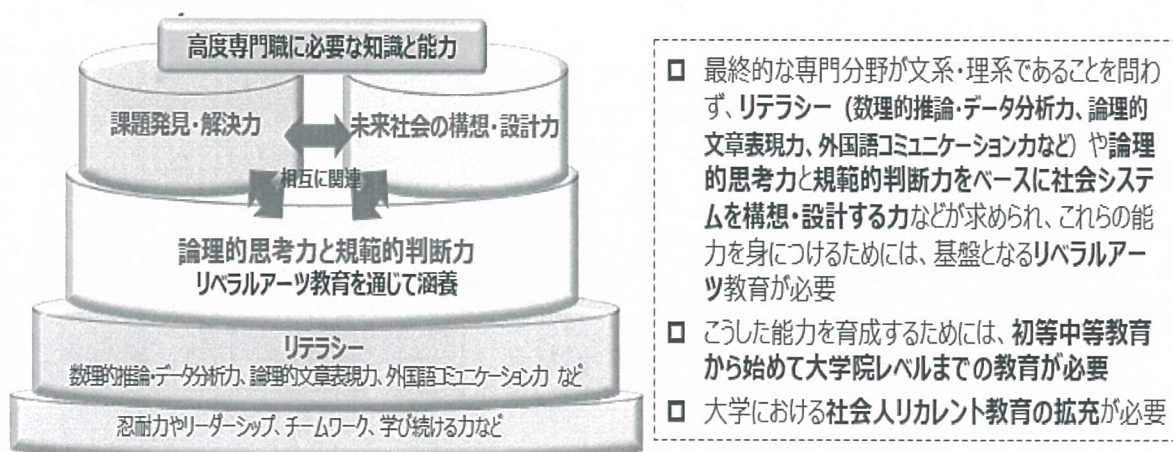 高度専門職に必要な知識と能力
課題発見・解決力
未来社会の構想・設計力
相互に関連
論理的思考力と規範的判断力
リベラルアーツ教育を通じて涵養
リテラシー
数理的推論・データ分析力、論理的文章表現力、外国語コミュニケーション力 など
忍耐力やリーダーシップ、チームワーク、学び続ける力など
□ 最終的な専門分野が文系・理系であることを問わ
ず、リテラシー（数理的推論・データ分析力、論理的
文章表現力、外国語コミュニケーション力など）や論理
的思考力と規範的判断力をベースに社会システ
ムを構想・設計する力などが求められ、これらの能
力を身につけるためには、基盤となるリベラルアー
ツ教育が必要
□ こうした能力を育成するためには、初等中等教育
から始めて大学院レベルまでの教育が必要
□ 大学における社会人リカレント教育の拡充が必要